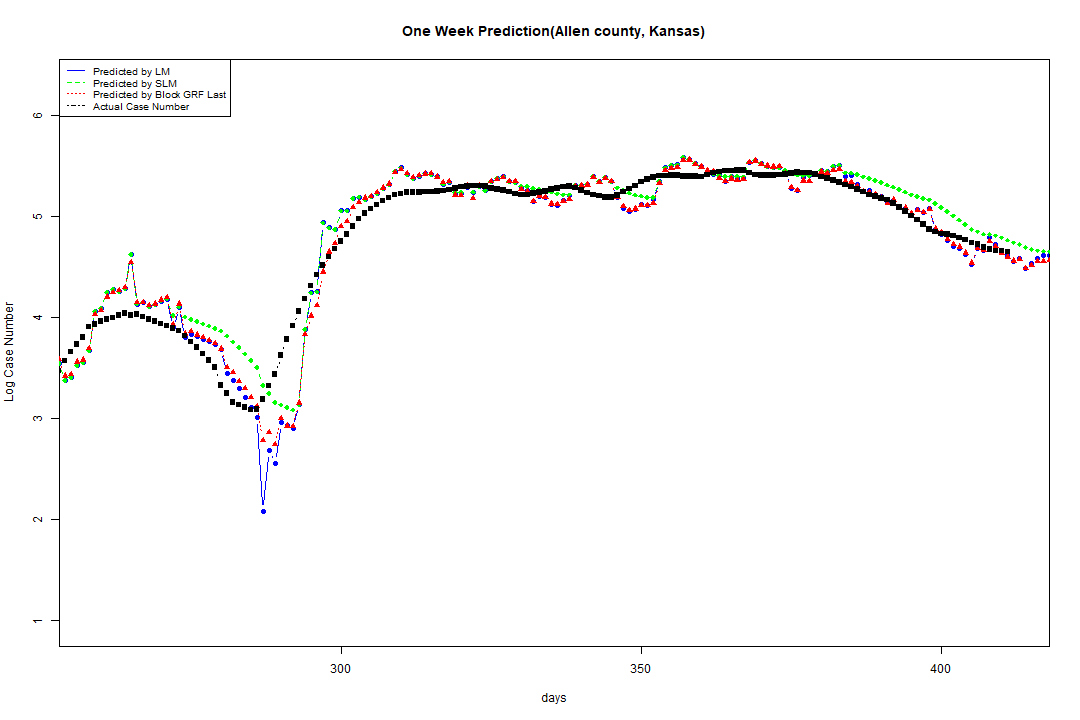 One Week Prediction(Allen county, Kansas)
Predicted by LM
Predicted by SLM
Predicted by Block GRF Last
Actual Case Number
Log Case Number
6
5
4
3
2
1
300 350 400
days